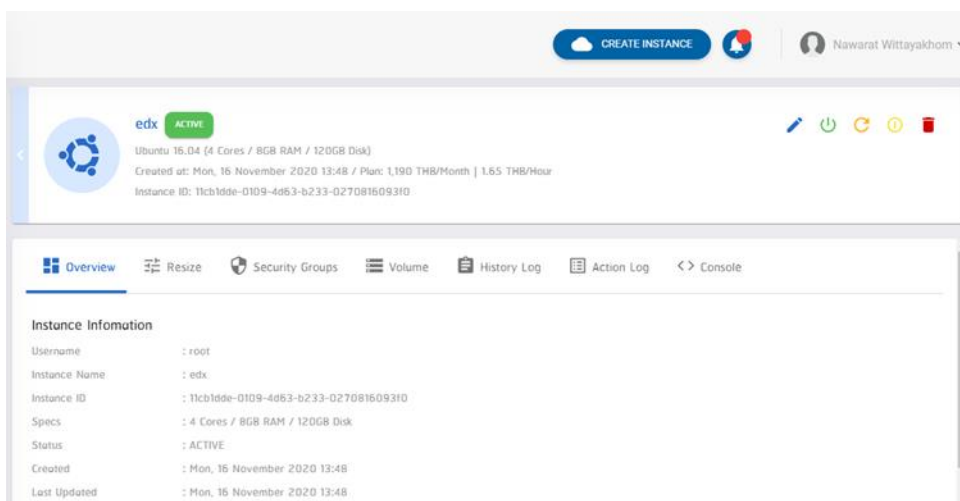 CREATE INSTANCE
Nawarat Wittayakhom
edx ACTIVE
Ubuntu 16.04 (4 Cores / 8GB RAM / 120GB Disk)
Created at: Mon, 16 November 2020 13:48 / Plan: 1,190 THB/Month | 1.65 THB/Hour
Instance ID: 11cb1dde-0109-4d63-b233-0270816093f0
Overview Resize Security Groups Volume History Log Action Log <> Console
Instance Infomation
Username : root
Instance Name : edx
Instance ID : 11cb1dde-0109-4d63-b233-0270816093f0
Specs : 4 Cores / 8GB RAM / 120GB Disk
Status : ACTIVE
Created : Mon, 16 November 2020 13:48
Last Updated : Mon, 16 November 2020 13:48